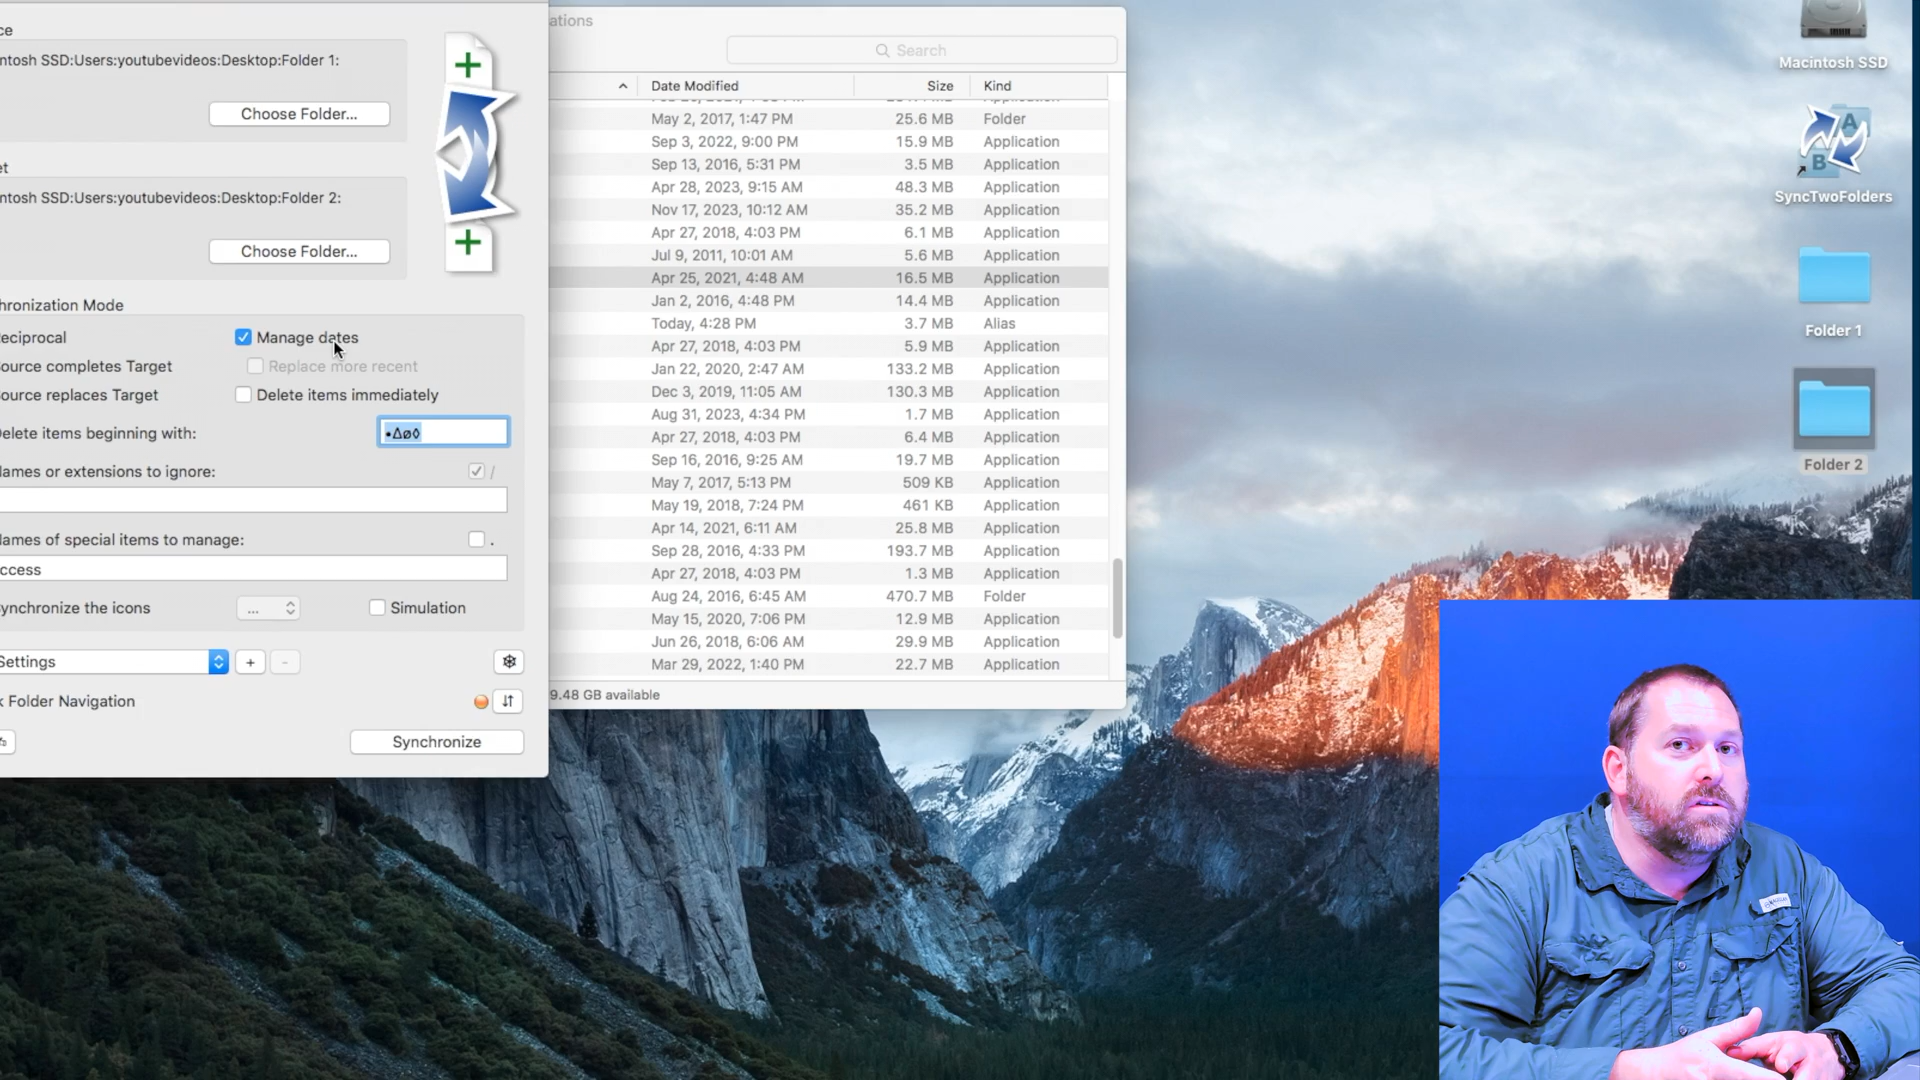 ce
ntosh SSD:Users:youtubevideos:Desktop:Folder 1:
Choose Folder...
et
ntosh SSD:Users:youtubevideos:Desktop:Folder 2:
Choose Folder...
hronization Mode
eciprocal
Manage dates
ource completes Target
Replace more recent
ource replaces Target
Delete items immediately
elete items beginning with:
•∆ø◊
ames or extensions to ignore:
/
ames of special items to manage:
.
ccess
ynchronize the icons
...
Simulation
Settings
+
-
k Folder Navigation
Synchronize
ations
Search
Date Modified Size Kind
May 2, 2017, 1:47 PM 25.6 MB Folder
Sep 3, 2022, 9:00 PM 15.9 MB Application
Sep 13, 2016, 5:31 PM 3.5 MB Application
Apr 28, 2023, 9:15 AM 48.3 MB Application
Nov 17, 2023, 10:12 AM 35.2 MB Application
Apr 27, 2018, 4:03 PM 6.1 MB Application
Jul 9, 2011, 10:01 AM 5.6 MB Application
Apr 25, 2021, 4:48 AM 16.5 MB Application
Jan 2, 2016, 4:48 PM 14.4 MB Application
Today, 4:28 PM 3.7 MB Alias
Apr 27, 2018, 4:03 PM 5.9 MB Application
Jan 22, 2020, 2:47 AM 133.2 MB Application
Dec 3, 2019, 11:05 AM 130.3 MB Application
Aug 31, 2023, 4:34 PM 1.7 MB Application
Apr 27, 2018, 4:03 PM 6.4 MB Application
Sep 16, 2016, 9:25 AM 19.7 MB Application
May 7, 2017, 5:13 PM 509 KB Application
May 19, 2018, 7:24 PM 461 KB Application
Apr 14, 2021, 6:11 AM 25.8 MB Application
Sep 28, 2016, 4:33 PM 193.7 MB Application
Apr 27, 2018, 4:03 PM 1.3 MB Application
Aug 24, 2016, 6:45 AM 470.7 MB Folder
May 15, 2020, 7:06 PM 12.9 MB Application
Jun 26, 2018, 6:06 AM 29.9 MB Application
Mar 29, 2022, 1:40 PM 22.7 MB Application
9.48 GB available
Macintosh SSD
A
B
SyncTwoFolders
Folder 1
Folder 2